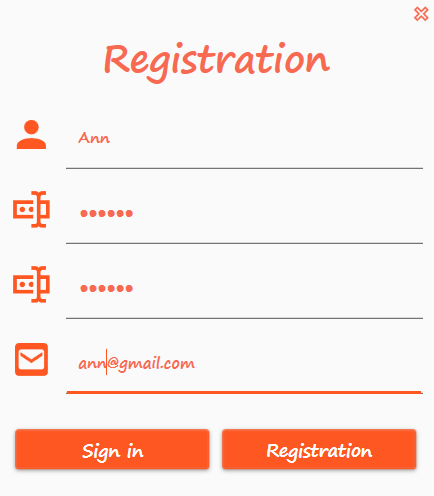 Registration
Ann
••••••
••••••
ann@gmail.com
Sign in
Registration